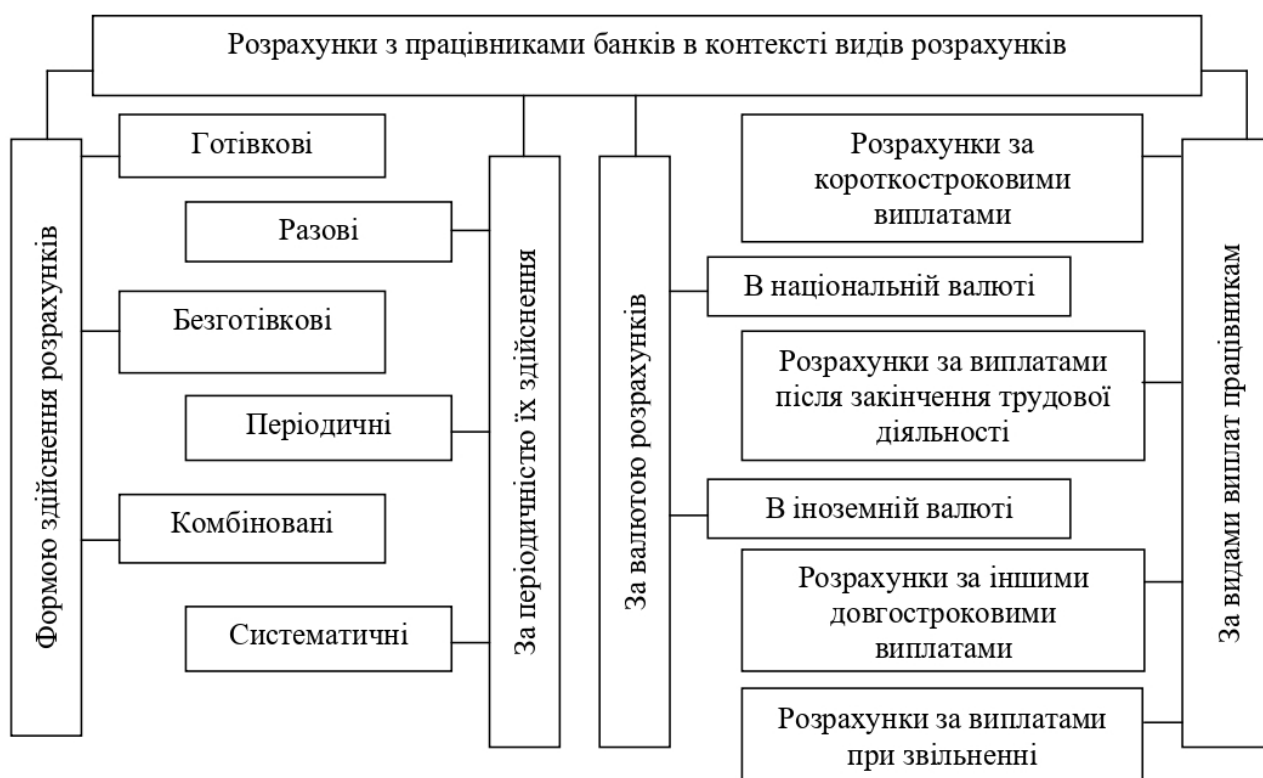 Розрахунки з працівниками банків в контексті видів розрахунків
Формою здійснення розрахунків
Готівкові
Безготівкові
Комбіновані
За періодичністю їх здійснення
Разові
Періодичні
Систематичні
За валютою розрахунків
В національній валюті
В іноземній валюті
За видами виплат працівникам
Розрахунки за
короткостроковими
виплатами
Розрахунки за виплатами
після закінчення трудової
діяльності
Розрахунки за іншими
довгостроковими
виплатами
Розрахунки за виплатами
при звільненні